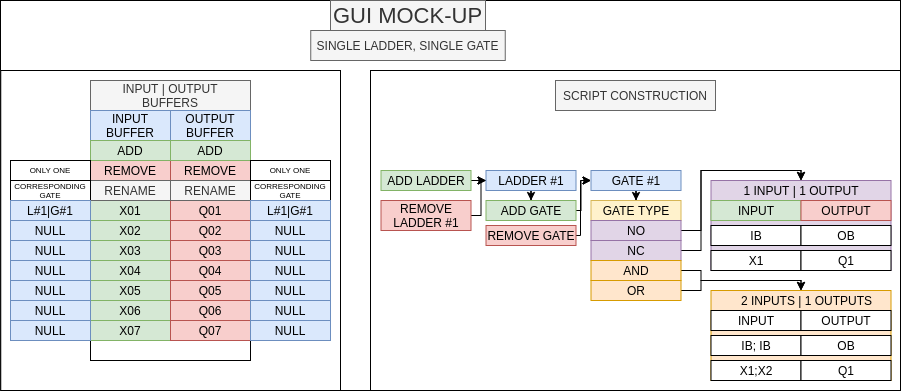 GUI MOCK-UP
SINGLE LADDER, SINGLE GATE
INPUT | OUTPUT
BUFFERS
INPUT
BUFFER
OUTPUT
BUFFER
ADD ADD
ONLY ONE REMOVE REMOVE ONLY ONE
CORRESPONDING
GATE
RENAME RENAME
CORRESPONDING
GATE
L#1|G#1 X01 Q01 L#1|G#1
NULL X02 Q02 NULL
NULL X03 Q03 NULL
NULL X04 Q04 NULL
NULL X05 Q05 NULL
NULL X06 Q06 NULL
NULL X07 Q07 NULL
SCRIPT CONSTRUCTION
ADD LADDER
REMOVE
LADDER #1
LADDER #1
ADD GATE
REMOVE GATE
GATE #1
GATE TYPE
NO
NC
AND
OR
1 INPUT | 1 OUTPUT
INPUT OUTPUT
IB OB
X1 Q1
2 INPUTS | 1 OUTPUTS
INPUT OUTPUT
IB; IB OB
X1;X2 Q1